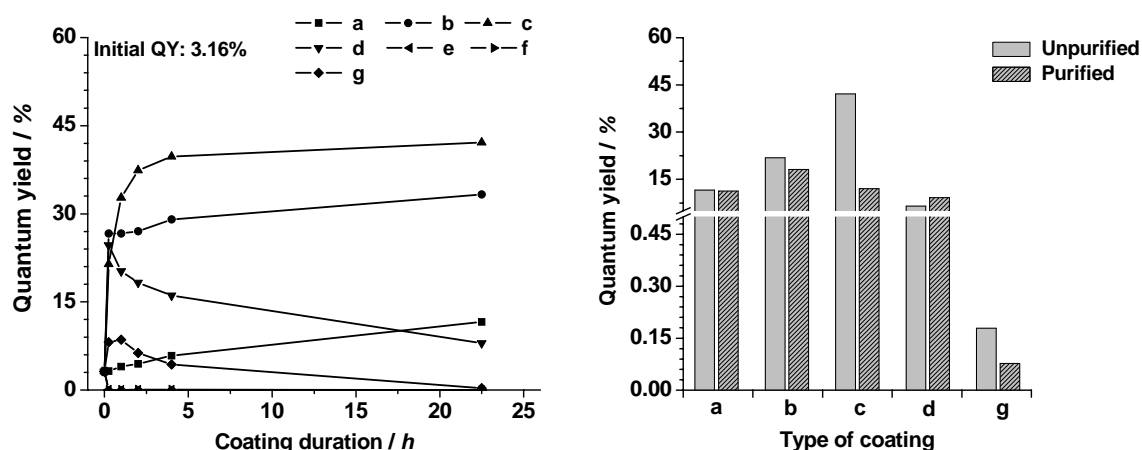 a b c
d e f
g
Initial QY: 3.16%
60
45
30
15
0
Quantum yield / %
0 5 10 15 20 25
Coating duration / h
Unpurified
Purified
60
45
30
15
0.45
0.30
0.15
0.00
Quantum yield / %
a b c d g
Type of coating